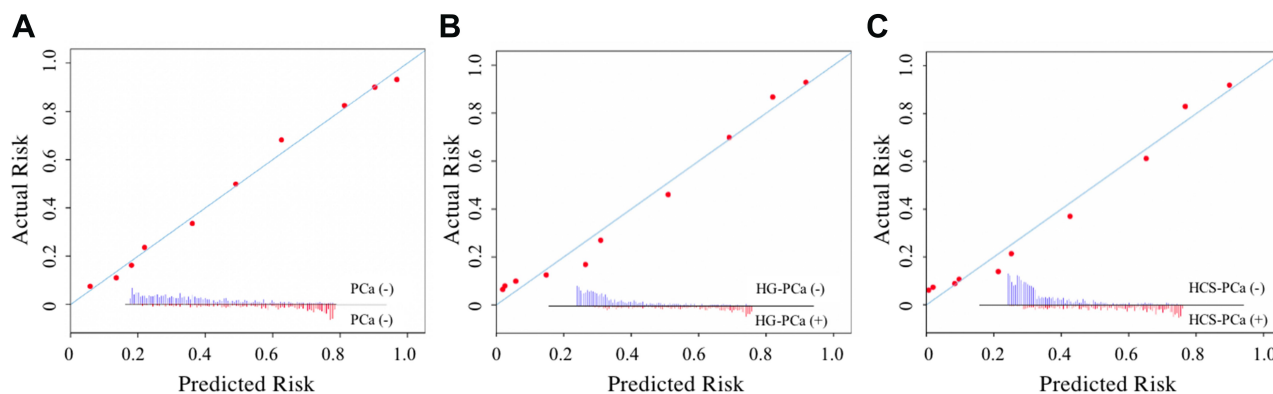 A
Actual Risk
1.0
0.8
0.6
0.4
0.2
0
PCa (-)
PCa (-)
0 0.2 0.4 0.6 0.8 1.0
Predicted Risk
B
Actual Risk
1.0
0.8
0.6
0.4
0.2
0
HG-PCa (-)
HG-PCa (+)
0 0.2 0.4 0.6 0.8 1.0
Predicted Risk
C
Actual Risk
1.0
0.8
0.6
0.4
0.2
0
HCS-PCa (-)
HCS-PCa (+)
0 0.2 0.4 0.6 0.8 1.0
Predicted Risk